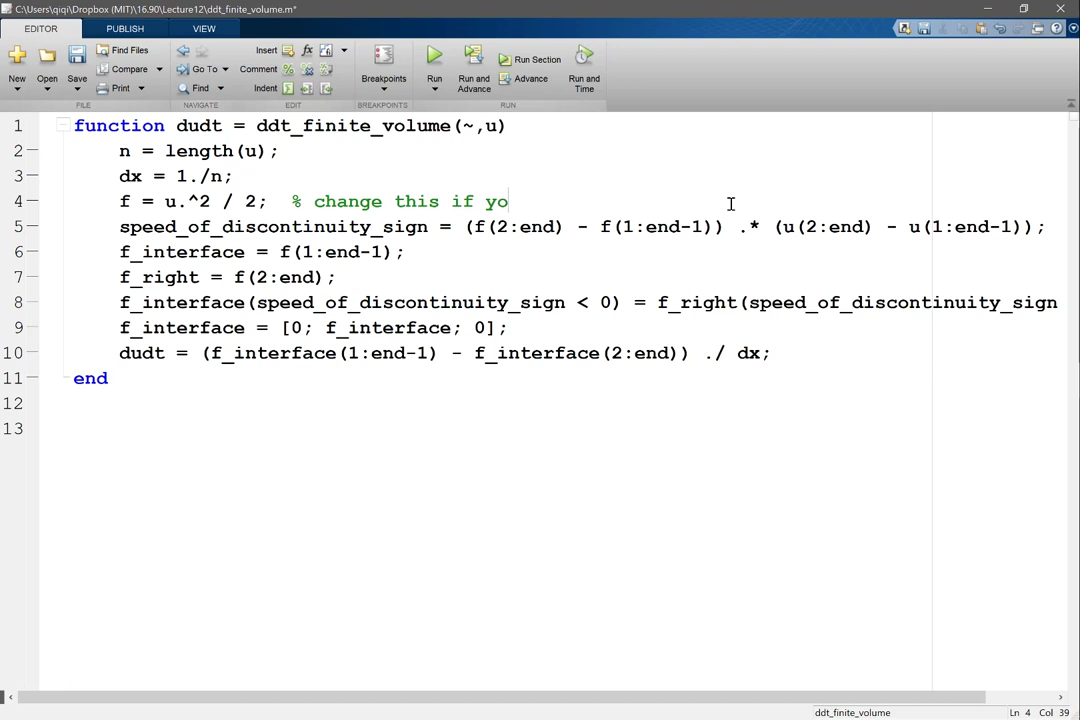 C:\Users\qiqi\Dropbox (MIT)\16.90\Lecture12\ddt_finite_volume.m*
EDITOR PUBLISH VIEW
New Open Save Find Files Compare Print
FILE
Go To Find
NAVIGATE
Insert Comment Indent
EDIT
Breakpoints
BREAKPOINTS
Run Run and Advance Run Section Advance Run and Time
RUN
1 function dudt = ddt_finite_volume(~,u)
2 n = length(u);
3 dx = 1./n;
4 f = u.^2 / 2; % change this if yo
5 speed_of_discontinuity_sign = (f(2:end) - f(1:end-1)) .* (u(2:end) - u(1:end-1));
6 f_interface = f(1:end-1);
7 f_right = f(2:end);
8 f_interface(speed_of_discontinuity_sign < 0) = f_right(speed_of_discontinuity_sign
9 f_interface = [0; f_interface; 0];
10 dudt = (f_interface(1:end-1) - f_interface(2:end)) ./ dx;
11 end
12
13
ddt_finite_volume Ln 4 Col 39